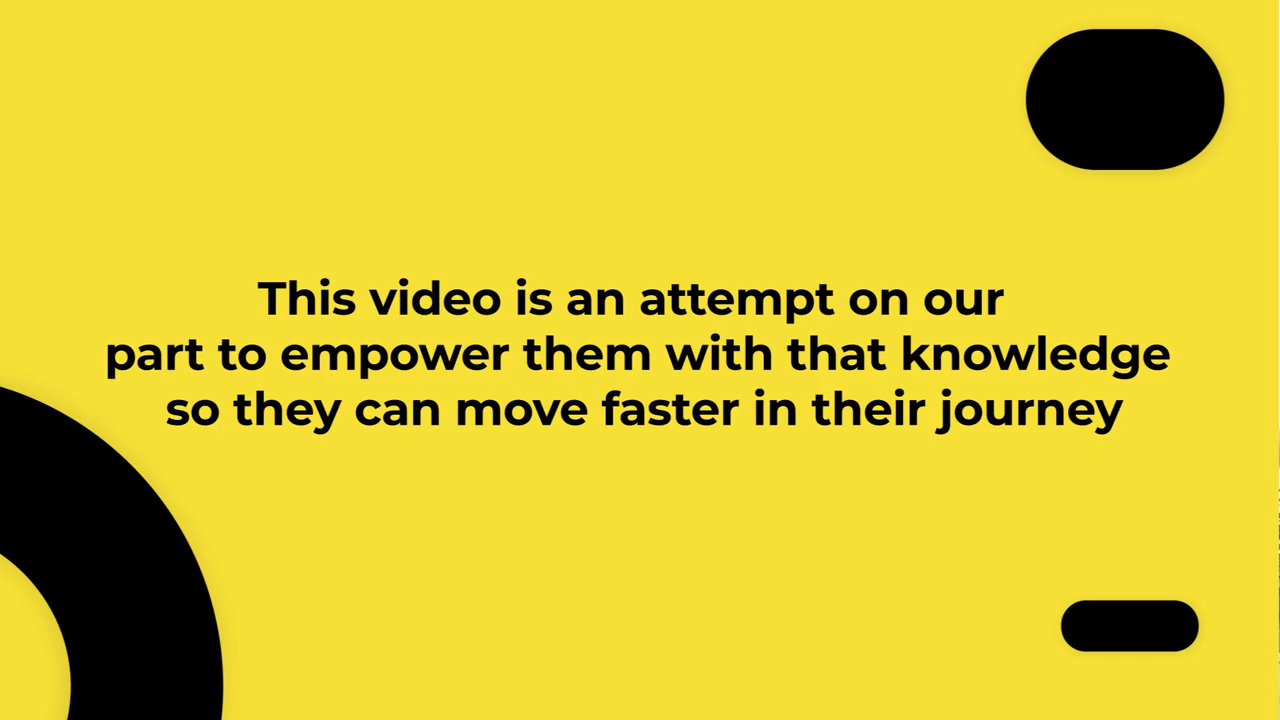 This video is an attempt on our
part to empower them with that knowledge
so they can move faster in their journey